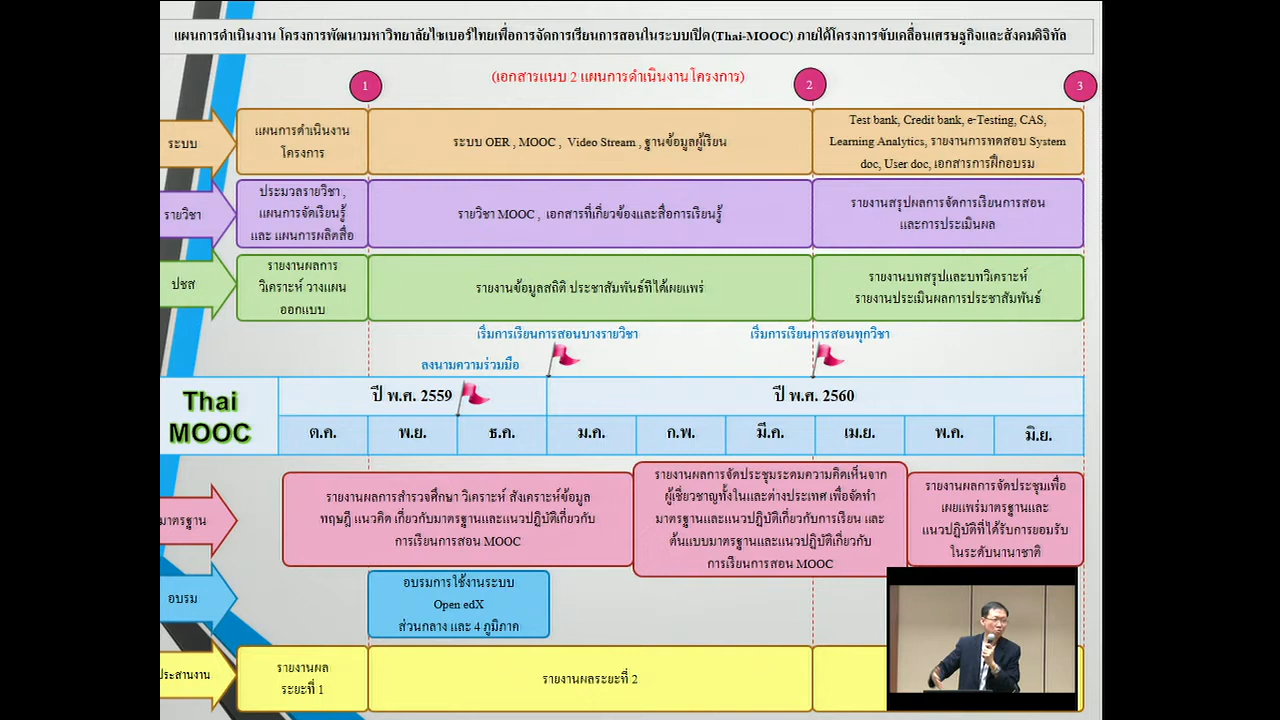 แผนการดำเนินงาน โครงการพัฒนามหาวิทยาลัยไซเบอร์ไทยเพื่อการจัดการเรียนการสอนในระบบเปิด(Thai-MOOC) ภายใต้โครงการขับเคลื่อนเศรษฐกิจและสังคมดิจิทัล
(เอกสารแนบ 2 แผนการดำเนินงานโครงการ)
1
2
3
ระบบ
แผนการดำเนินงาน
โครงการ
ระบบ OER , MOOC , Video Stream , ฐานข้อมูลผู้เรียน
Test bank, Credit bank, e-Testing, CAS,
Learning Analytics, รายงานการทดสอบ System
doc, User doc, เอกสารการฝึกอบรม
รายวิชา
ประมวลรายวิชา ,
แผนการจัดเรียนรู้
และ แผนการผลิตสื่อ
รายวิชา MOOC , เอกสารที่เกี่ยวข้องและสื่อการเรียนรู้
รายงานสรุปผลการจัดการเรียนการสอน
และการประเมินผล
ปชส
รายงานผลการ
วิเคราะห์ วางแผน
ออกแบบ
รายงานข้อมูลสถิติ ประชาสัมพันธ์ที่ได้เผยแพร่
รายงานบทสรุปและบทวิเคราะห์
รายงานประเมินผลการประชาสัมพันธ์
เริ่มการเรียนการสอนบางรายวิชา
เริ่มการเรียนการสอนทุกวิชา
ลงนามความร่วมมือ
Thai
MOOC
ปี พ.ศ. 2559
ปี พ.ศ. 2560
ต.ค.
พ.ย.
ธ.ค.
ม.ค.
ก.พ.
มี.ค.
เม.ย.
พ.ค.
มิ.ย.
มาตรฐาน
รายงานผลการสำรวจศึกษา วิเคราะห์ สังเคราะห์ข้อมูล
ทฤษฎี แนวคิด เกี่ยวกับมาตรฐานและแนวปฏิบัติเกี่ยวกับ
การเรียนการสอน MOOC
รายงานผลการจัดประชุมระดมความคิดเห็นจาก
ผู้เชี่ยวชาญทั้งในและต่างประเทศ เพื่อจัดทำ
มาตรฐานและแนวปฏิบัติเกี่ยวกับการเรียน และ
ต้นแบบมาตรฐานและแนวปฏิบัติเกี่ยวกับ
การเรียนการสอน MOOC
รายงานผลการจัดประชุมเพื่อ
เผยแพร่มาตรฐานและ
แนวปฏิบัติที่ได้รับการยอมรับ
ในระดับนานาชาติ
อบรม
อบรมการใช้งานระบบ
Open edX
ส่วนกลาง และ 4 ภูมิภาค
ประสานงาน
รายงานผล
ระยะที่ 1
รายงานผลระยะที่ 2